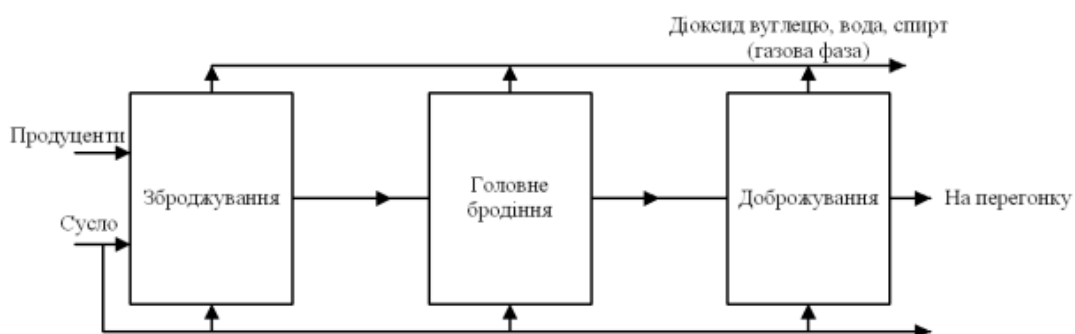 Діоксид вуглецю, вода, спирт
(газова фаза)
Продуценти
Зброджування
Головне
бродіння
Доброжування
На перегонку
Сусло